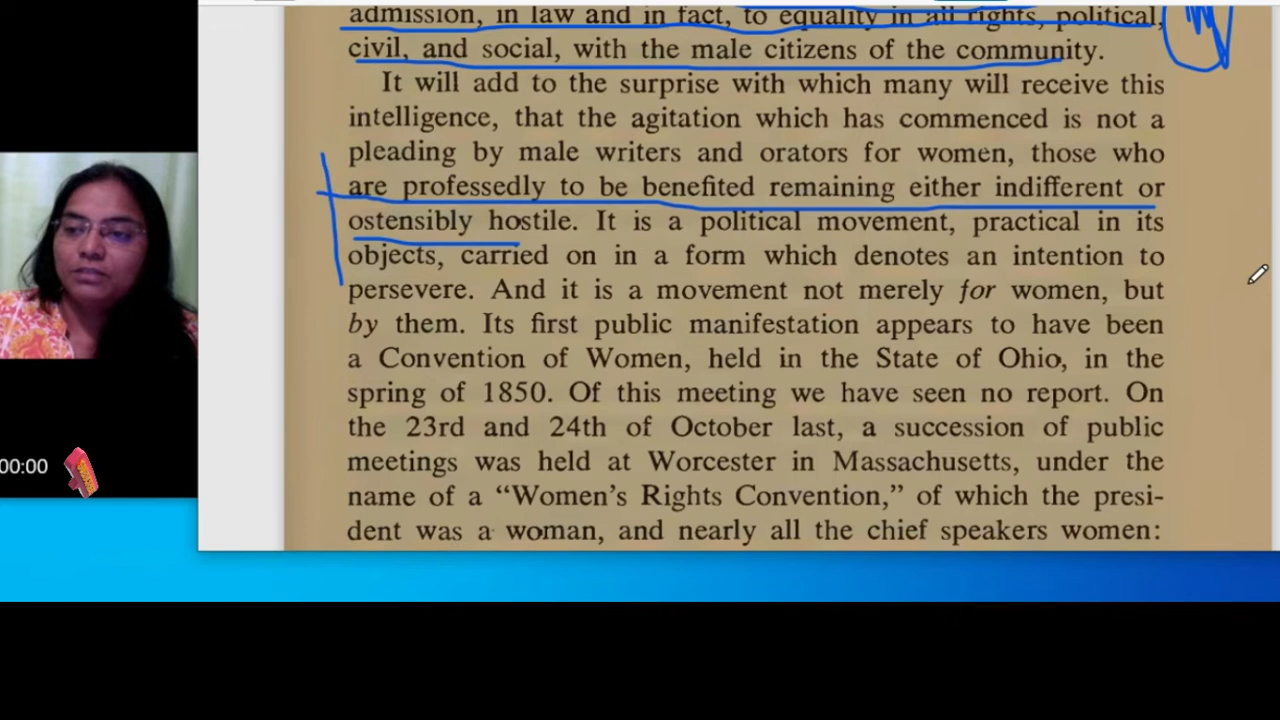 admission, in law and in fact, to equality in all rights, political,
civil, and social, with the male citizens of the community.
It will add to the surprise with which many will receive this
intelligence, that the agitation which has commenced is not a
pleading by male writers and orators for women, those who
are professedly to be benefited remaining either indifferent or
ostensibly hostile. It is a political movement, practical in its
objects, carried on in a form which denotes an intention to
persevere. And it is a movement not merely for women, but
by them. Its first public manifestation appears to have been
a Convention of Women, held in the State of Ohio, in the
spring of 1850. Of this meeting we have seen no report. On
the 23rd and 24th of October last, a succession of public
meetings was held at Worcester in Massachusetts, under the
name of a “Women’s Rights Convention,” of which the presi-
dent was a woman, and nearly all the chief speakers women:
00:00